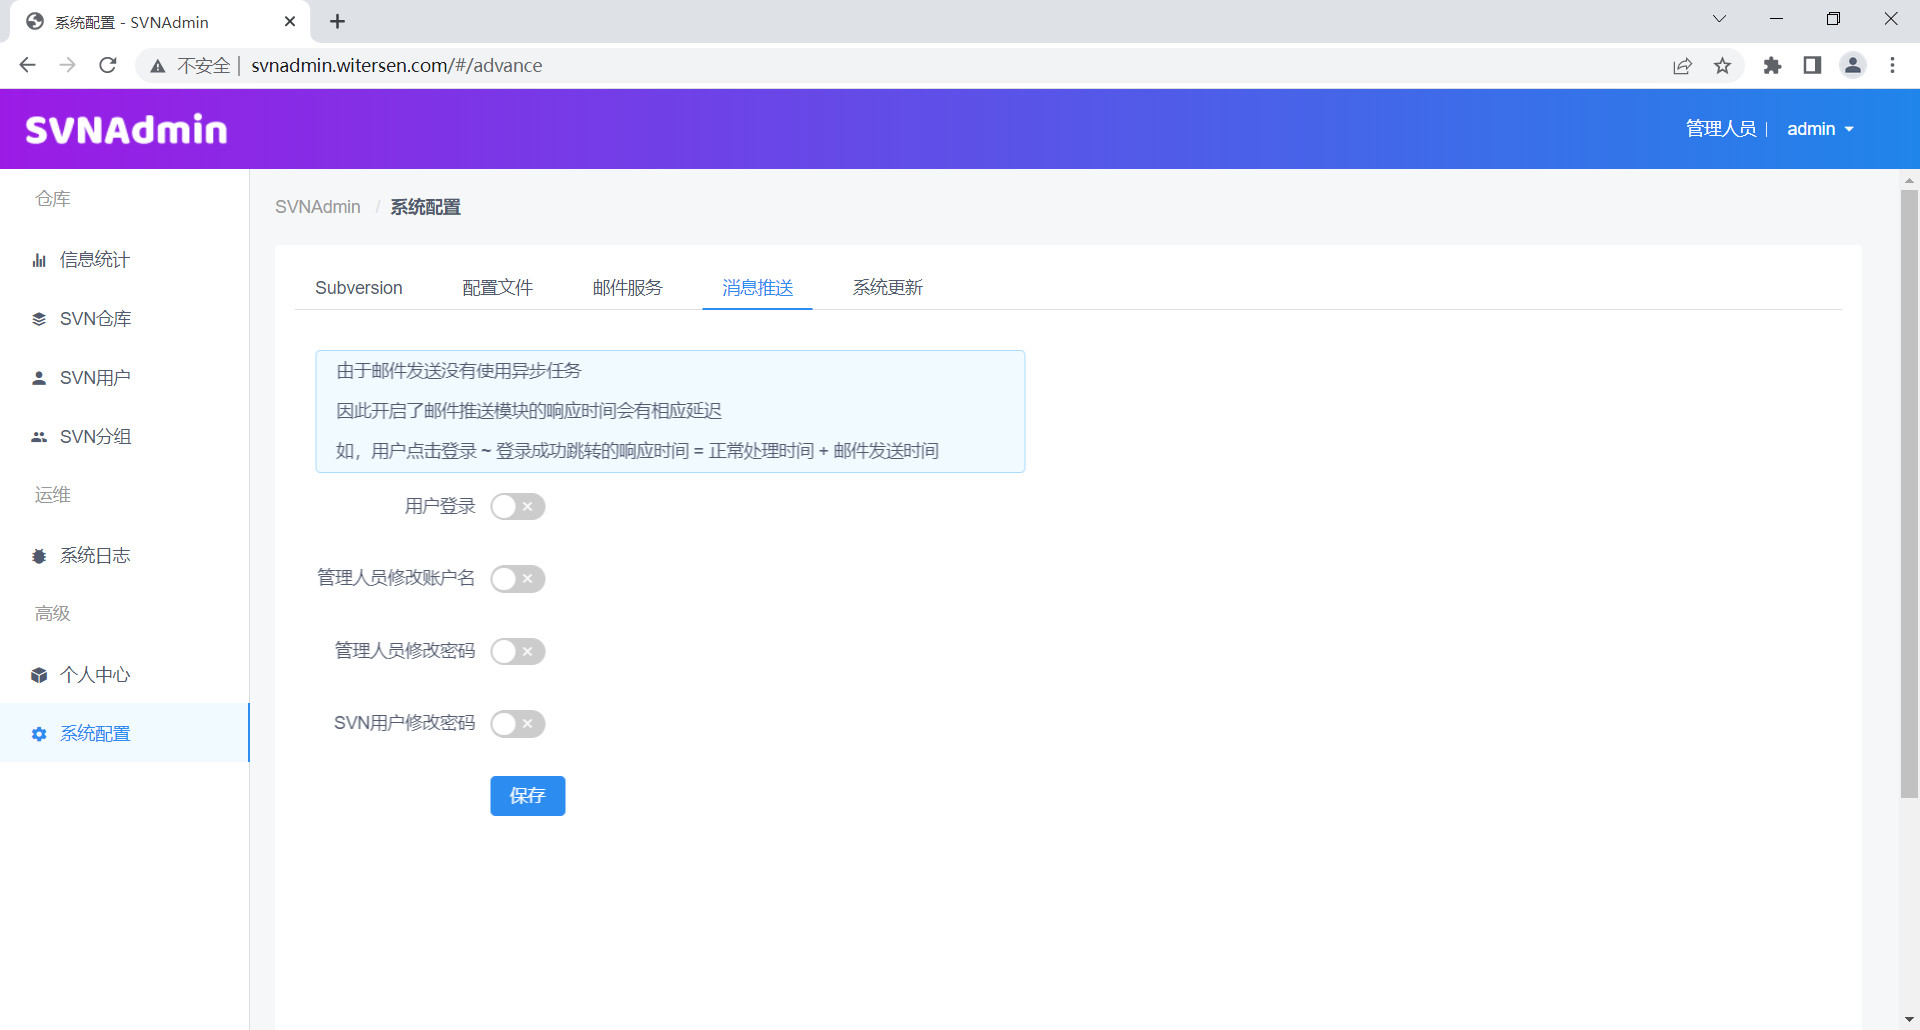 系统配置 - SVNAdmin
不安全 | svnadmin.witersen.com/#/advance
SVNAdmin
管理人员 | admin
仓库
信息统计
SVN仓库
SVN用户
SVN分组
运维
系统日志
高级
个人中心
系统配置
SVNAdmin / 系统配置
Subversion 配置文件 邮件服务 消息推送 系统更新
由于邮件发送没有使用异步任务
因此开启了邮件推送模块的响应时间会有相应延迟
如，用户点击登录 ~ 登录成功跳转的响应时间 = 正常处理时间 + 邮件发送时间
用户登录
管理人员修改账户名
管理人员修改密码
SVN用户修改密码
保存